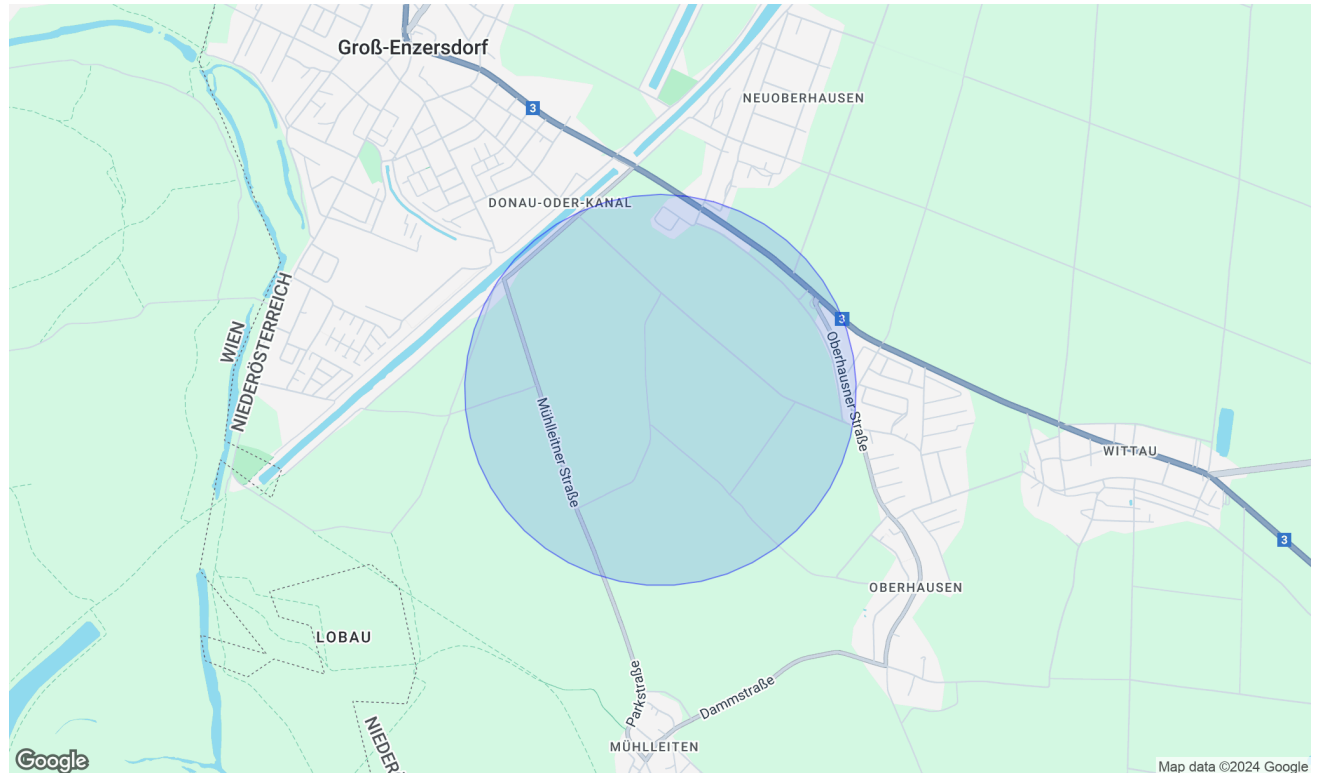 Groß-Enzersdorf
NEUOBERHAUSEN
3
DONAU-ODER-KANAL
WIEN
NIEDERÖSTERREICH
3
Oberhausner Straße
Mühlleitner Straße
WITTAU
3
OBERHAUSEN
LOBAU
Parkstraße
Dammstraße
NIEDER
MÜHLLEITEN
Google
Map data ©2024 Google